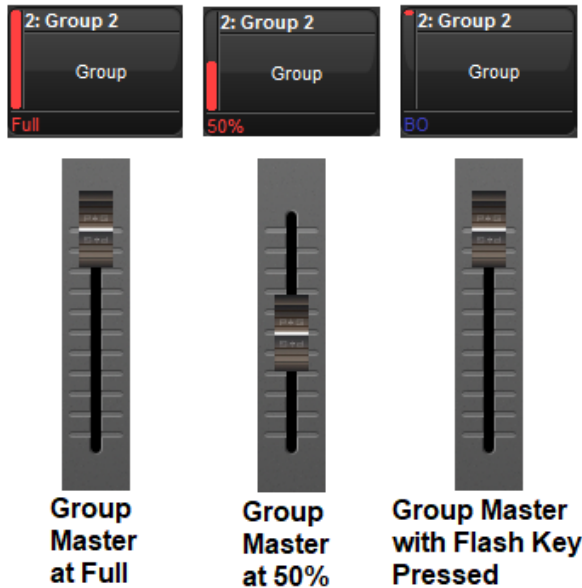 2: Group 2
Group
Full
2: Group 2
Group
50%
2: Group 2
Group
BO
Group
Master
at Full
Group
Master
at 50%
Group Master
with Flash Key
Pressed